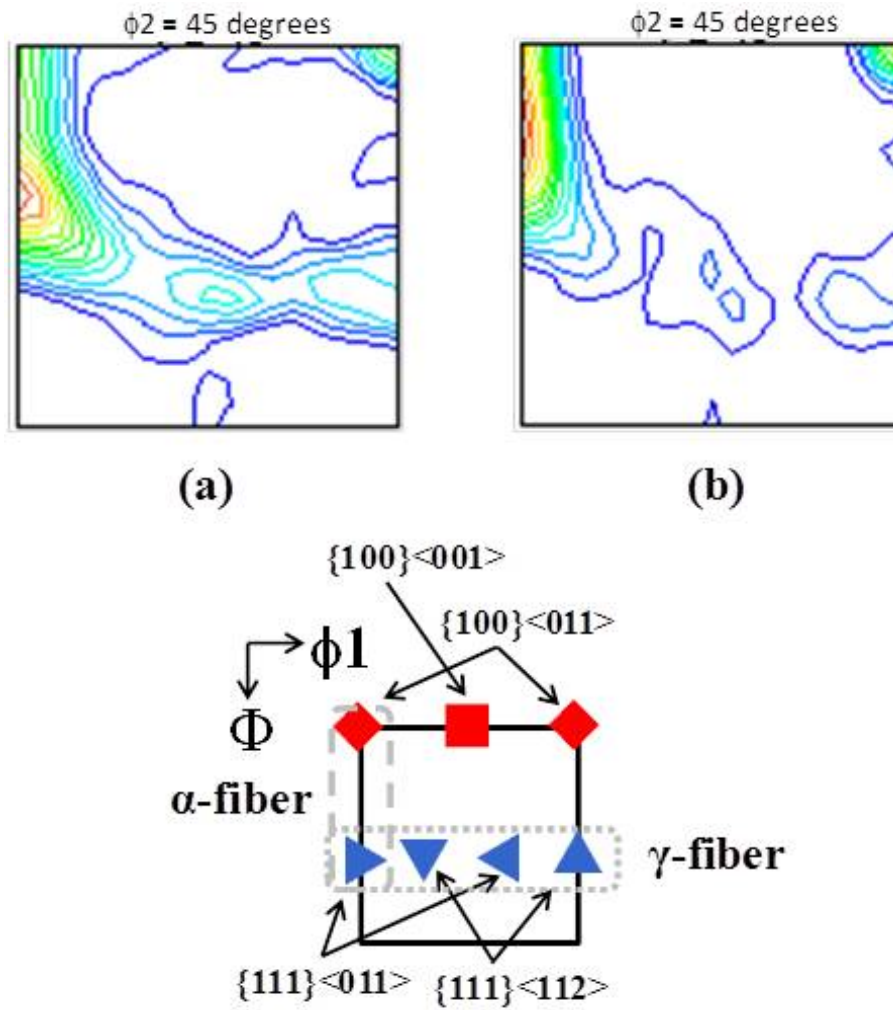 ϕ2 = 45 degrees
ϕ2 = 45 degrees
(a)
(b)
{100}<001>
{100}<011>
ϕ1
Φ
α-fiber
γ-fiber
{111}<011>
{111}<112>